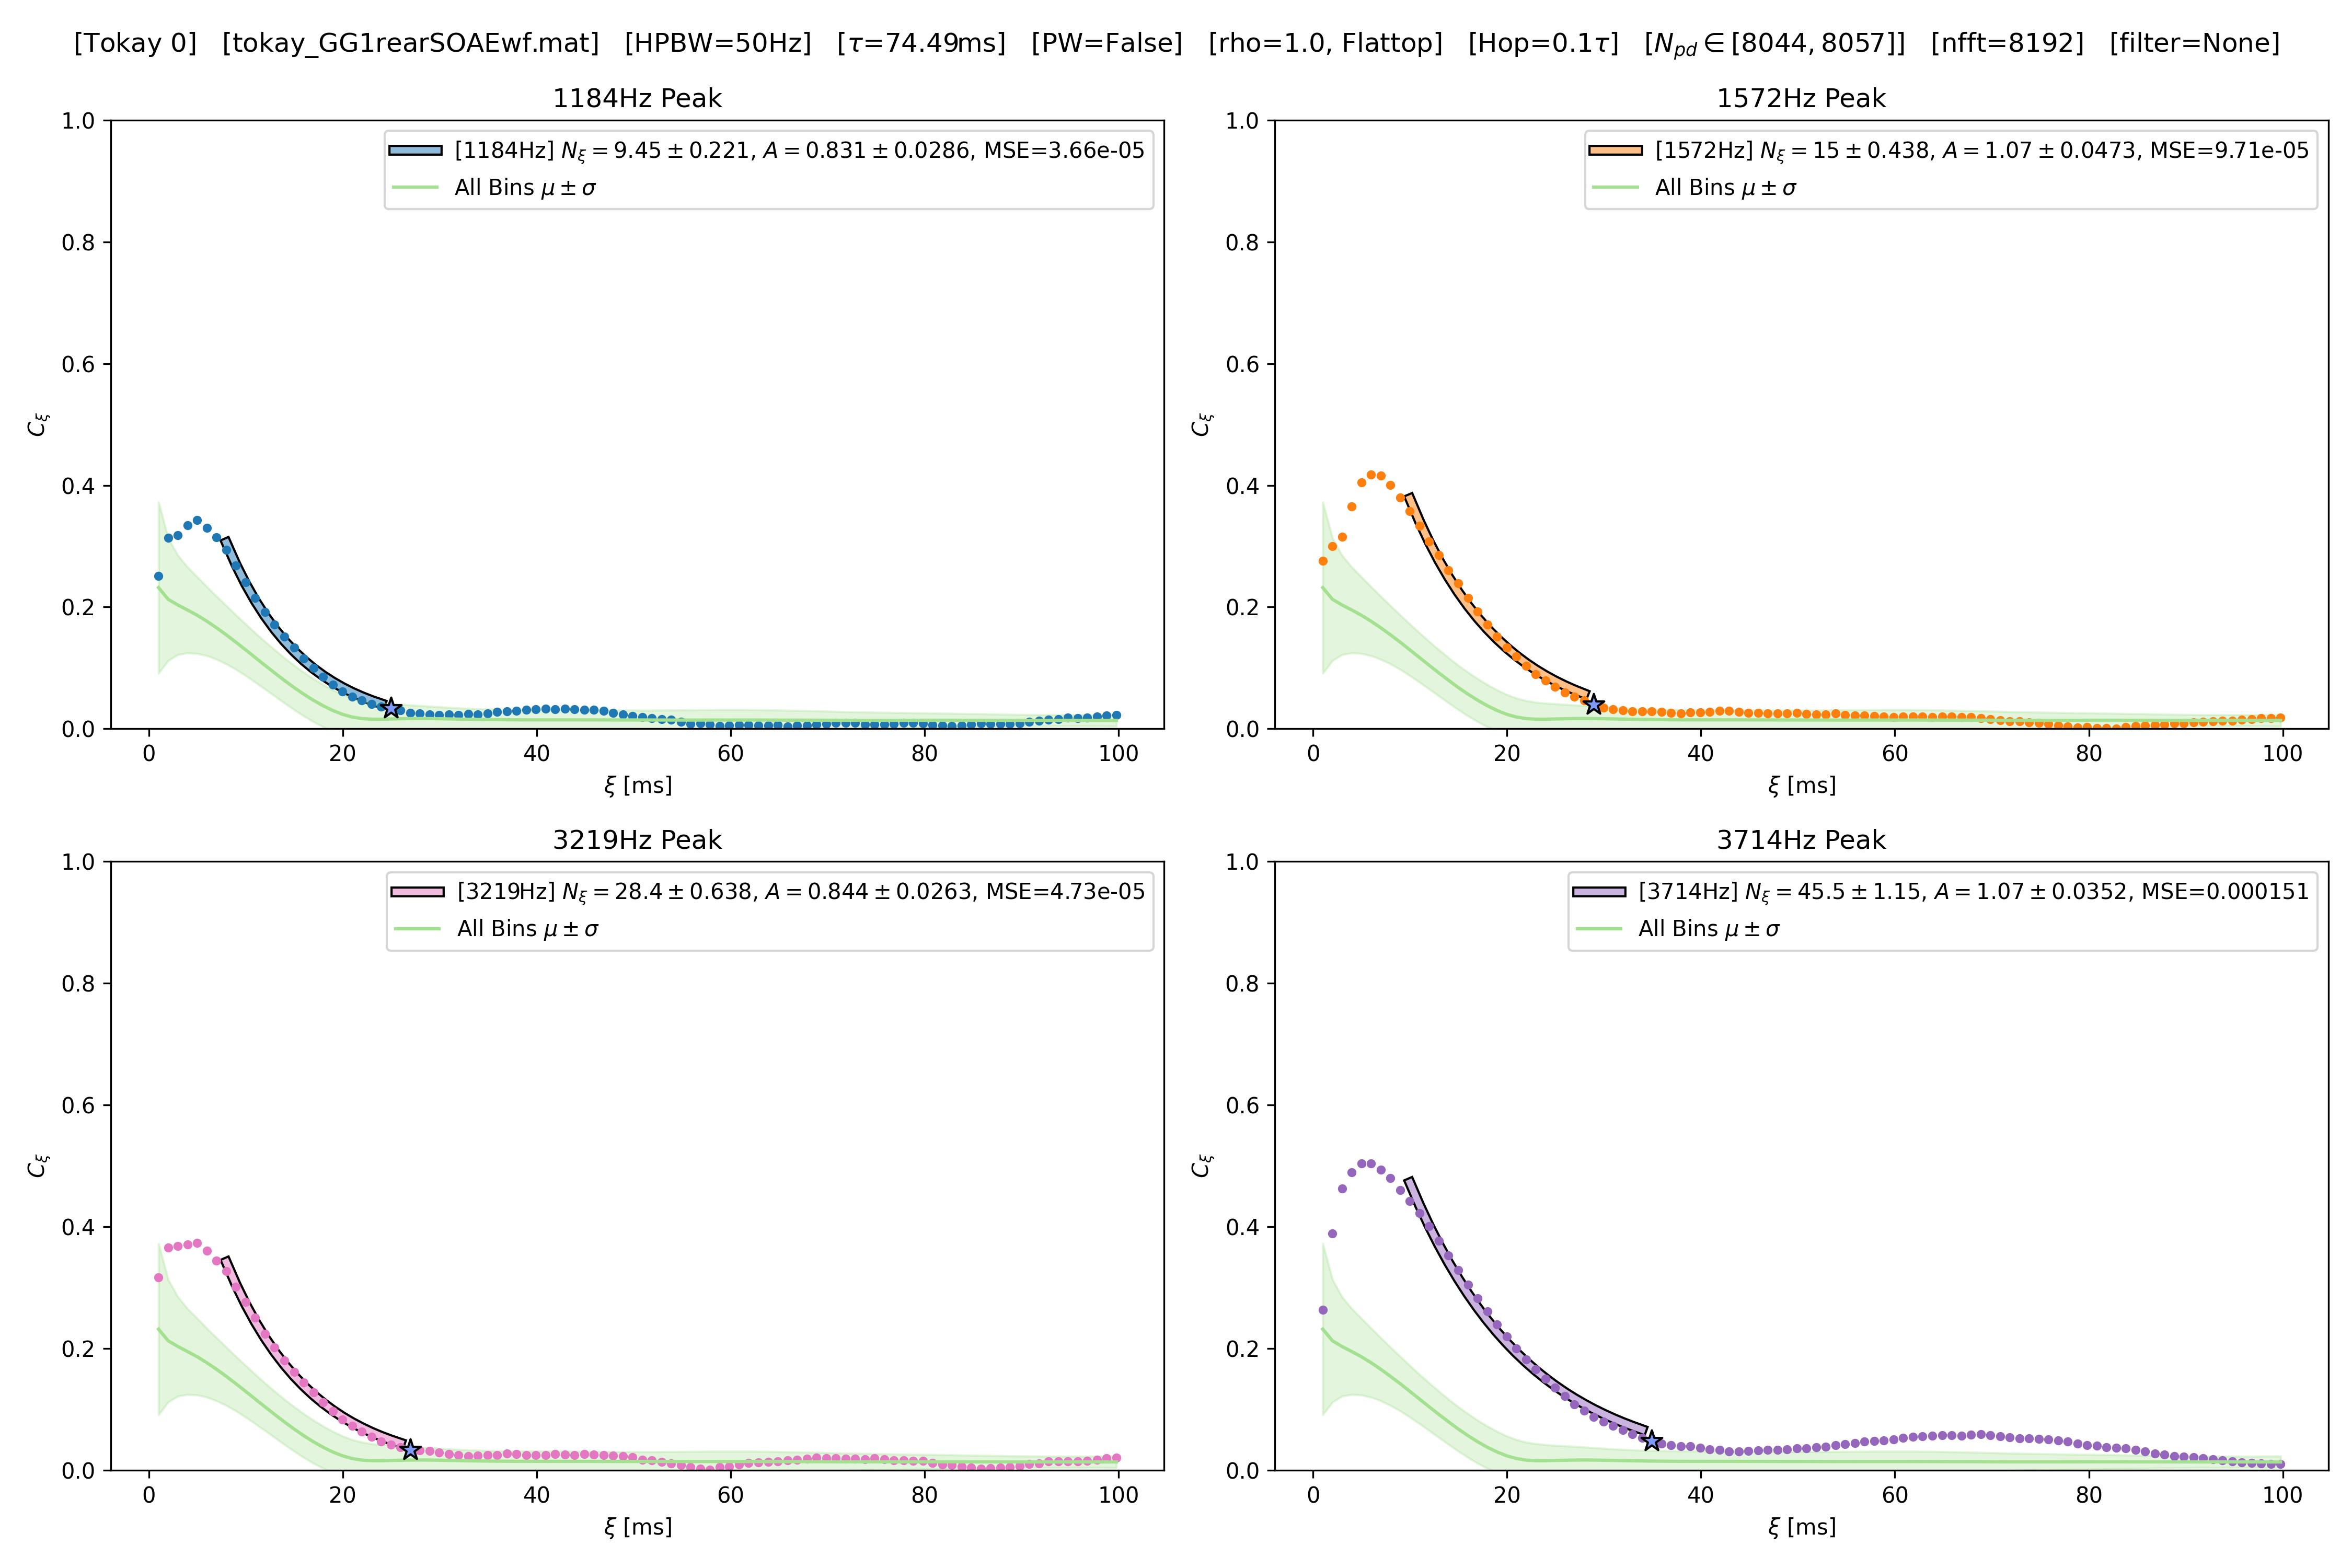 [Tokay 0] [tokay_GG1rearSOAEwf.mat] [HPBW=50Hz] [τ=74.49ms] [PW=False] [rho=1.0, Flattop] [Hop=0.1τ] [N_pd ∈ [8044, 8057]] [nfft=8192] [filter=None]
1184Hz Peak
[1184Hz] N_ξ = 9.45 ± 0.221, A = 0.831 ± 0.0286, MSE=3.66e-05
All Bins μ ± σ
1.0
0.8
0.6
0.4
0.2
0.0
C_ξ
0 20 40 60 80 100
ξ [ms]
1572Hz Peak
[1572Hz] N_ξ = 15 ± 0.438, A = 1.07 ± 0.0473, MSE=9.71e-05
All Bins μ ± σ
1.0
0.8
0.6
0.4
0.2
0.0
C_ξ
0 20 40 60 80 100
ξ [ms]
3219Hz Peak
[3219Hz] N_ξ = 28.4 ± 0.638, A = 0.844 ± 0.0263, MSE=4.73e-05
All Bins μ ± σ
1.0
0.8
0.6
0.4
0.2
0.0
C_ξ
0 20 40 60 80 100
ξ [ms]
3714Hz Peak
[3714Hz] N_ξ = 45.5 ± 1.15, A = 1.07 ± 0.0352, MSE=0.000151
All Bins μ ± σ
1.0
0.8
0.6
0.4
0.2
0.0
C_ξ
0 20 40 60 80 100
ξ [ms]